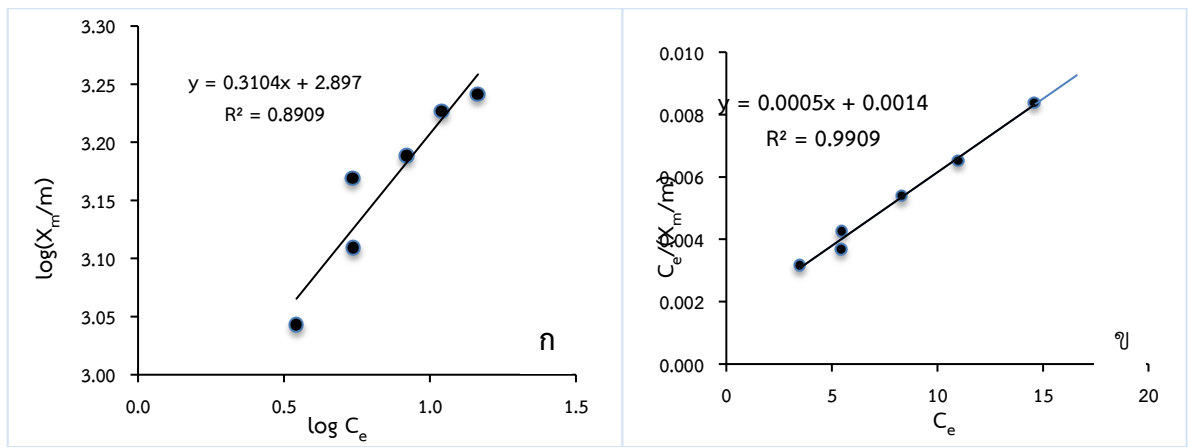 3.30
3.25
3.20
3.15
3.10
3.05
3.00
0.0 0.5 1.0 1.5
log(Xm/m)
log Ce
y = 0.3104x + 2.897
R² = 0.8909
ก
0.010
0.008
0.006
0.004
0.002
0.000
0 5 10 15 20
Ce/(Xm/m)
Ce
y = 0.0005x + 0.0014
R² = 0.9909
ข